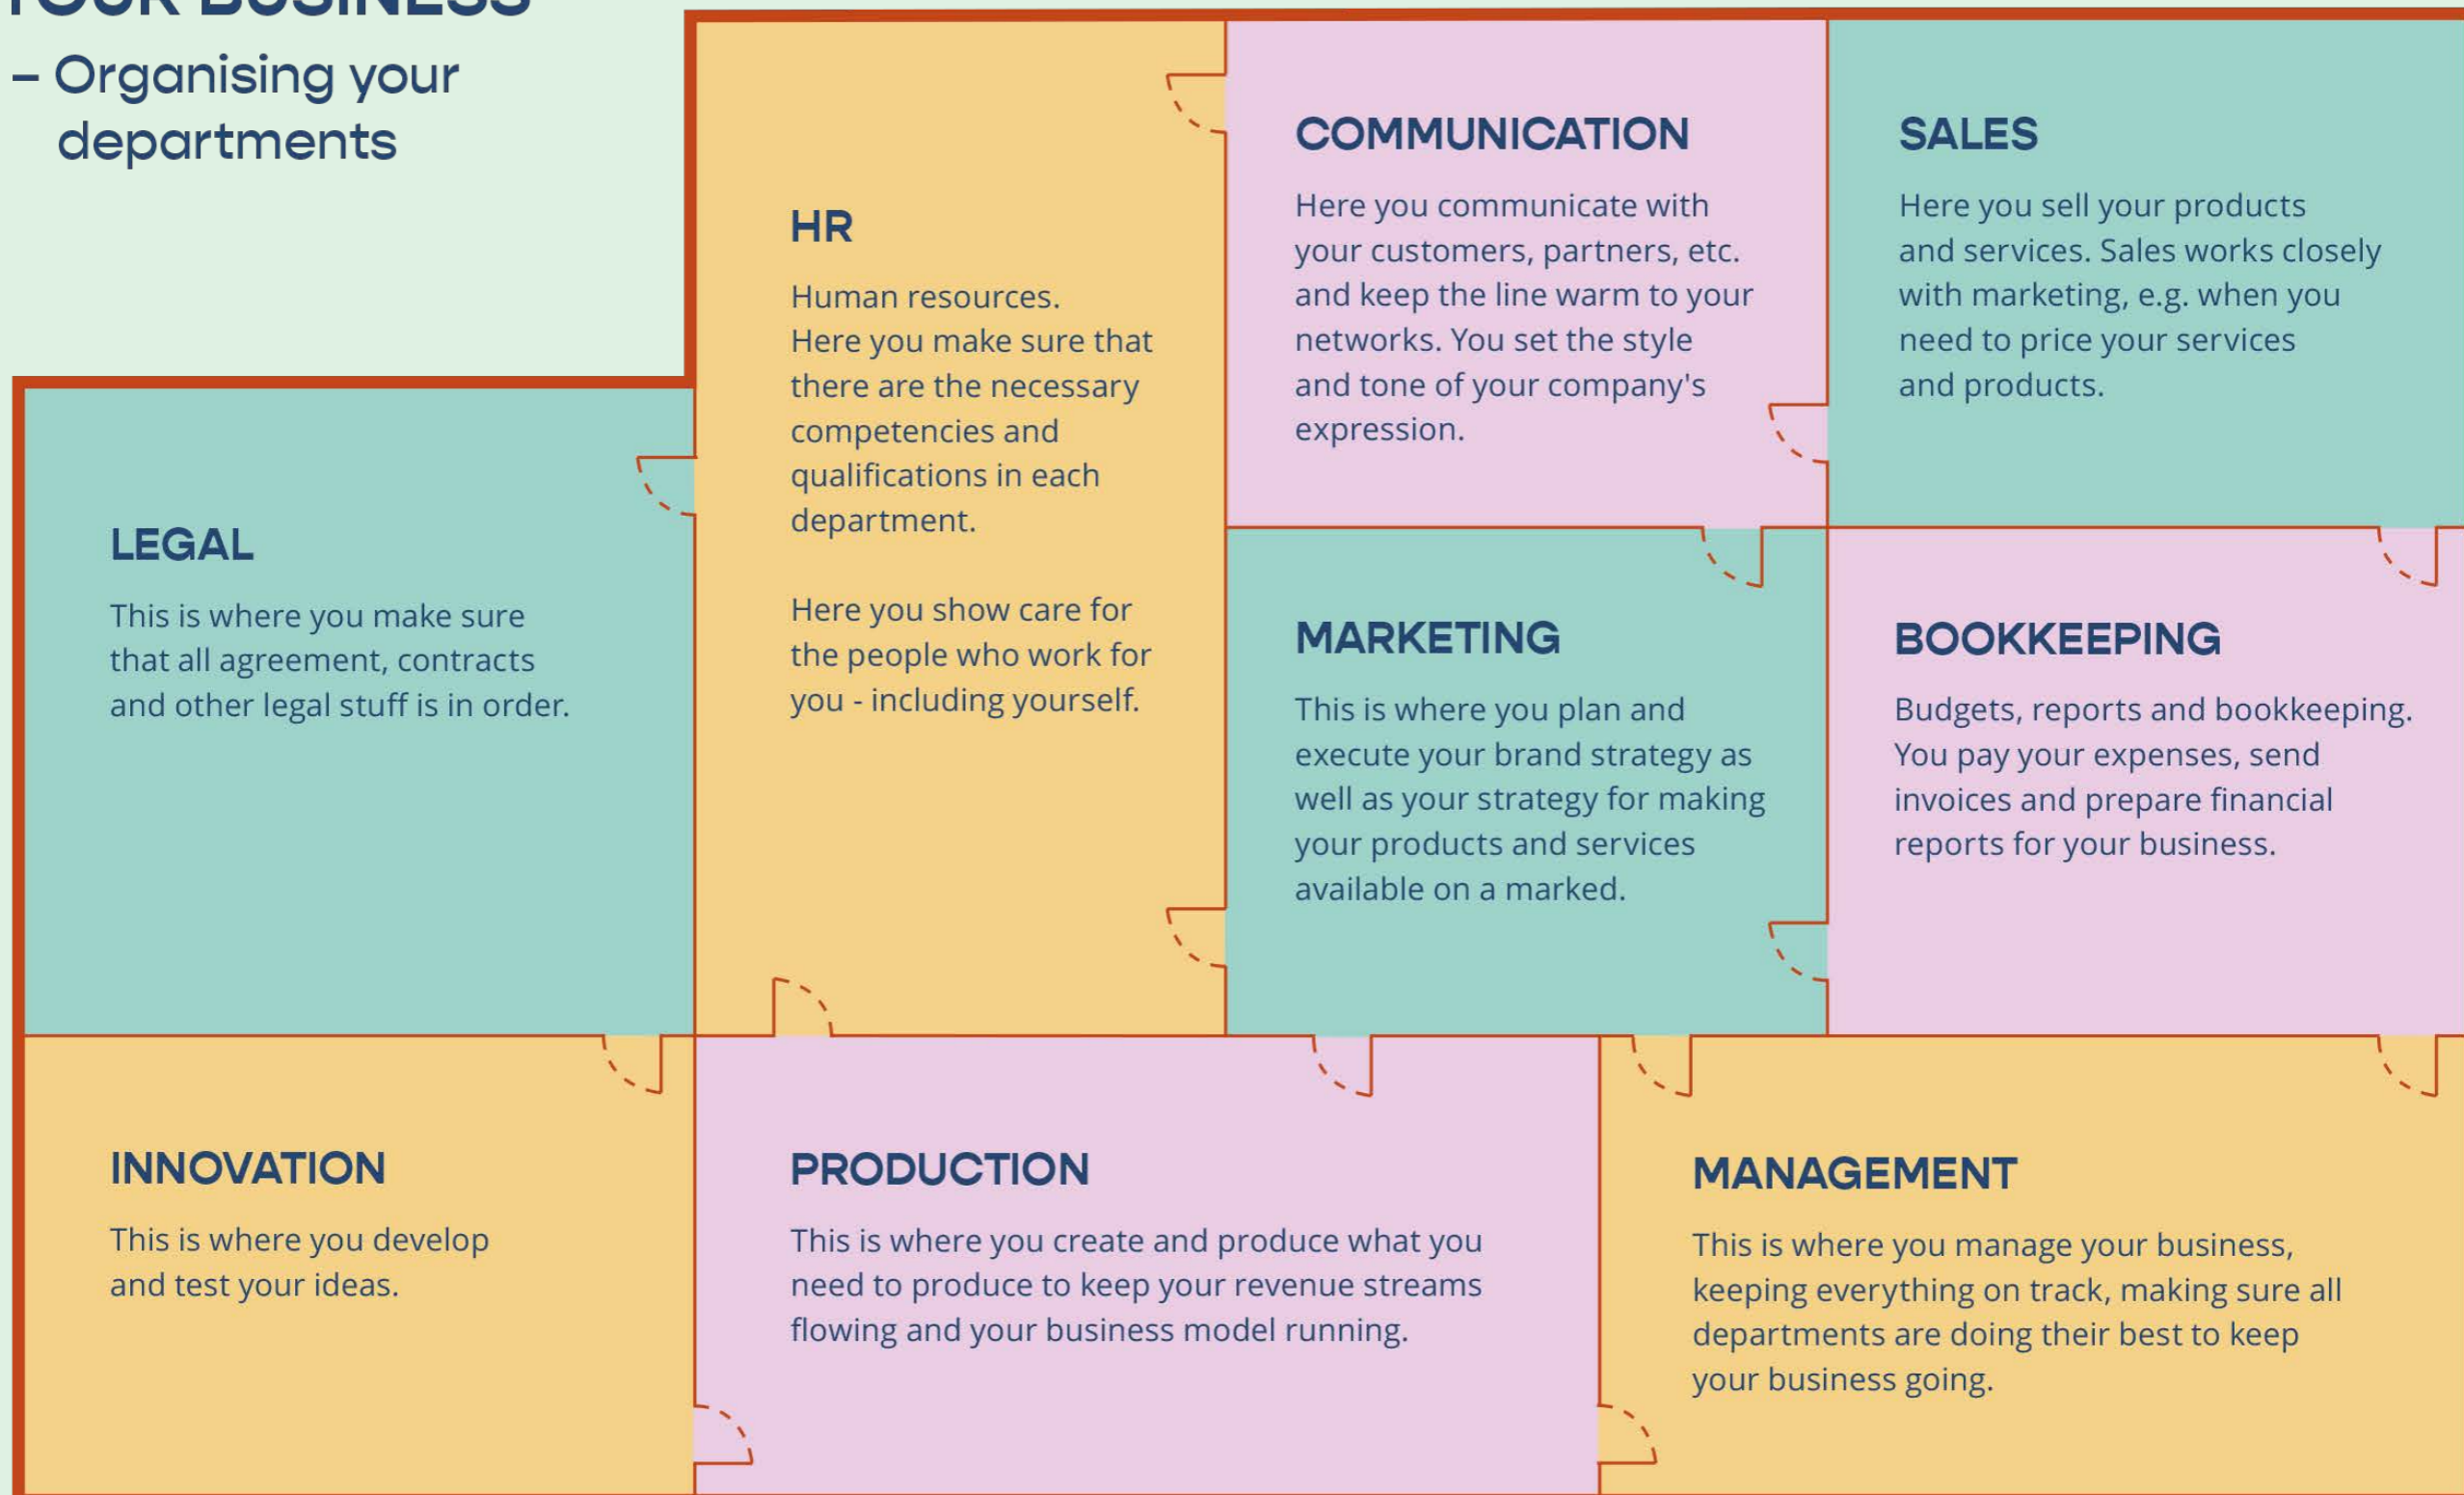 YOUR BUSINESS
– Organising your
departments
HR
Human resources.
Here you make sure that
there are the necessary
competencies and
qualifications in each
department.
Here you show care for
the people who work for
you - including yourself.
COMMUNICATION
Here you communicate with
your customers, partners, etc.
and keep the line warm to your
networks. You set the style
and tone of your company's
expression.
SALES
Here you sell your products
and services. Sales works closely
with marketing, e.g. when you
need to price your services
and products.
LEGAL
This is where you make sure
that all agreement, contracts
and other legal stuff is in order.
MARKETING
This is where you plan and
execute your brand strategy as
well as your strategy for making
your products and services
available on a marked.
BOOKKEEPING
Budgets, reports and bookkeeping.
You pay your expenses, send
invoices and prepare financial
reports for your business.
INNOVATION
This is where you develop
and test your ideas.
PRODUCTION
This is where you create and produce what you
need to produce to keep your revenue streams
flowing and your business model running.
MANAGEMENT
This is where you manage your business,
keeping everything on track, making sure all
departments are doing their best to keep
your business going.